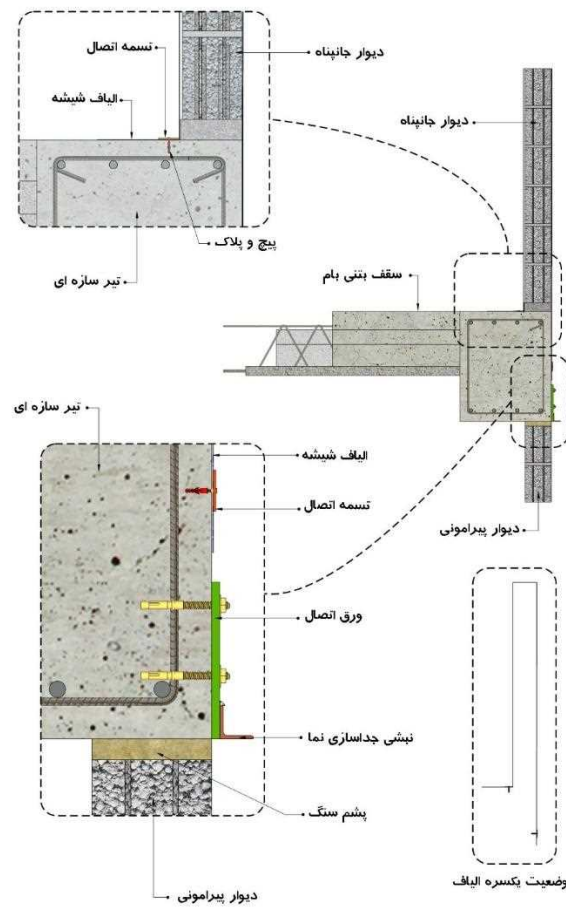 دیوار جانپناه
تسمه اتصال
الیاف شیشه
پیچ و پلاک
تیر سازه ای
دیوار جانپناه
سقف بتنی بام
تیر سازه ای
الیاف شیشه
تسمه اتصال
ورق اتصال
نبشی جداسازی نما
پشم سنگ
دیوار پیرامونی
دیوار پیرامونی
وضعیت یکسره الیاف